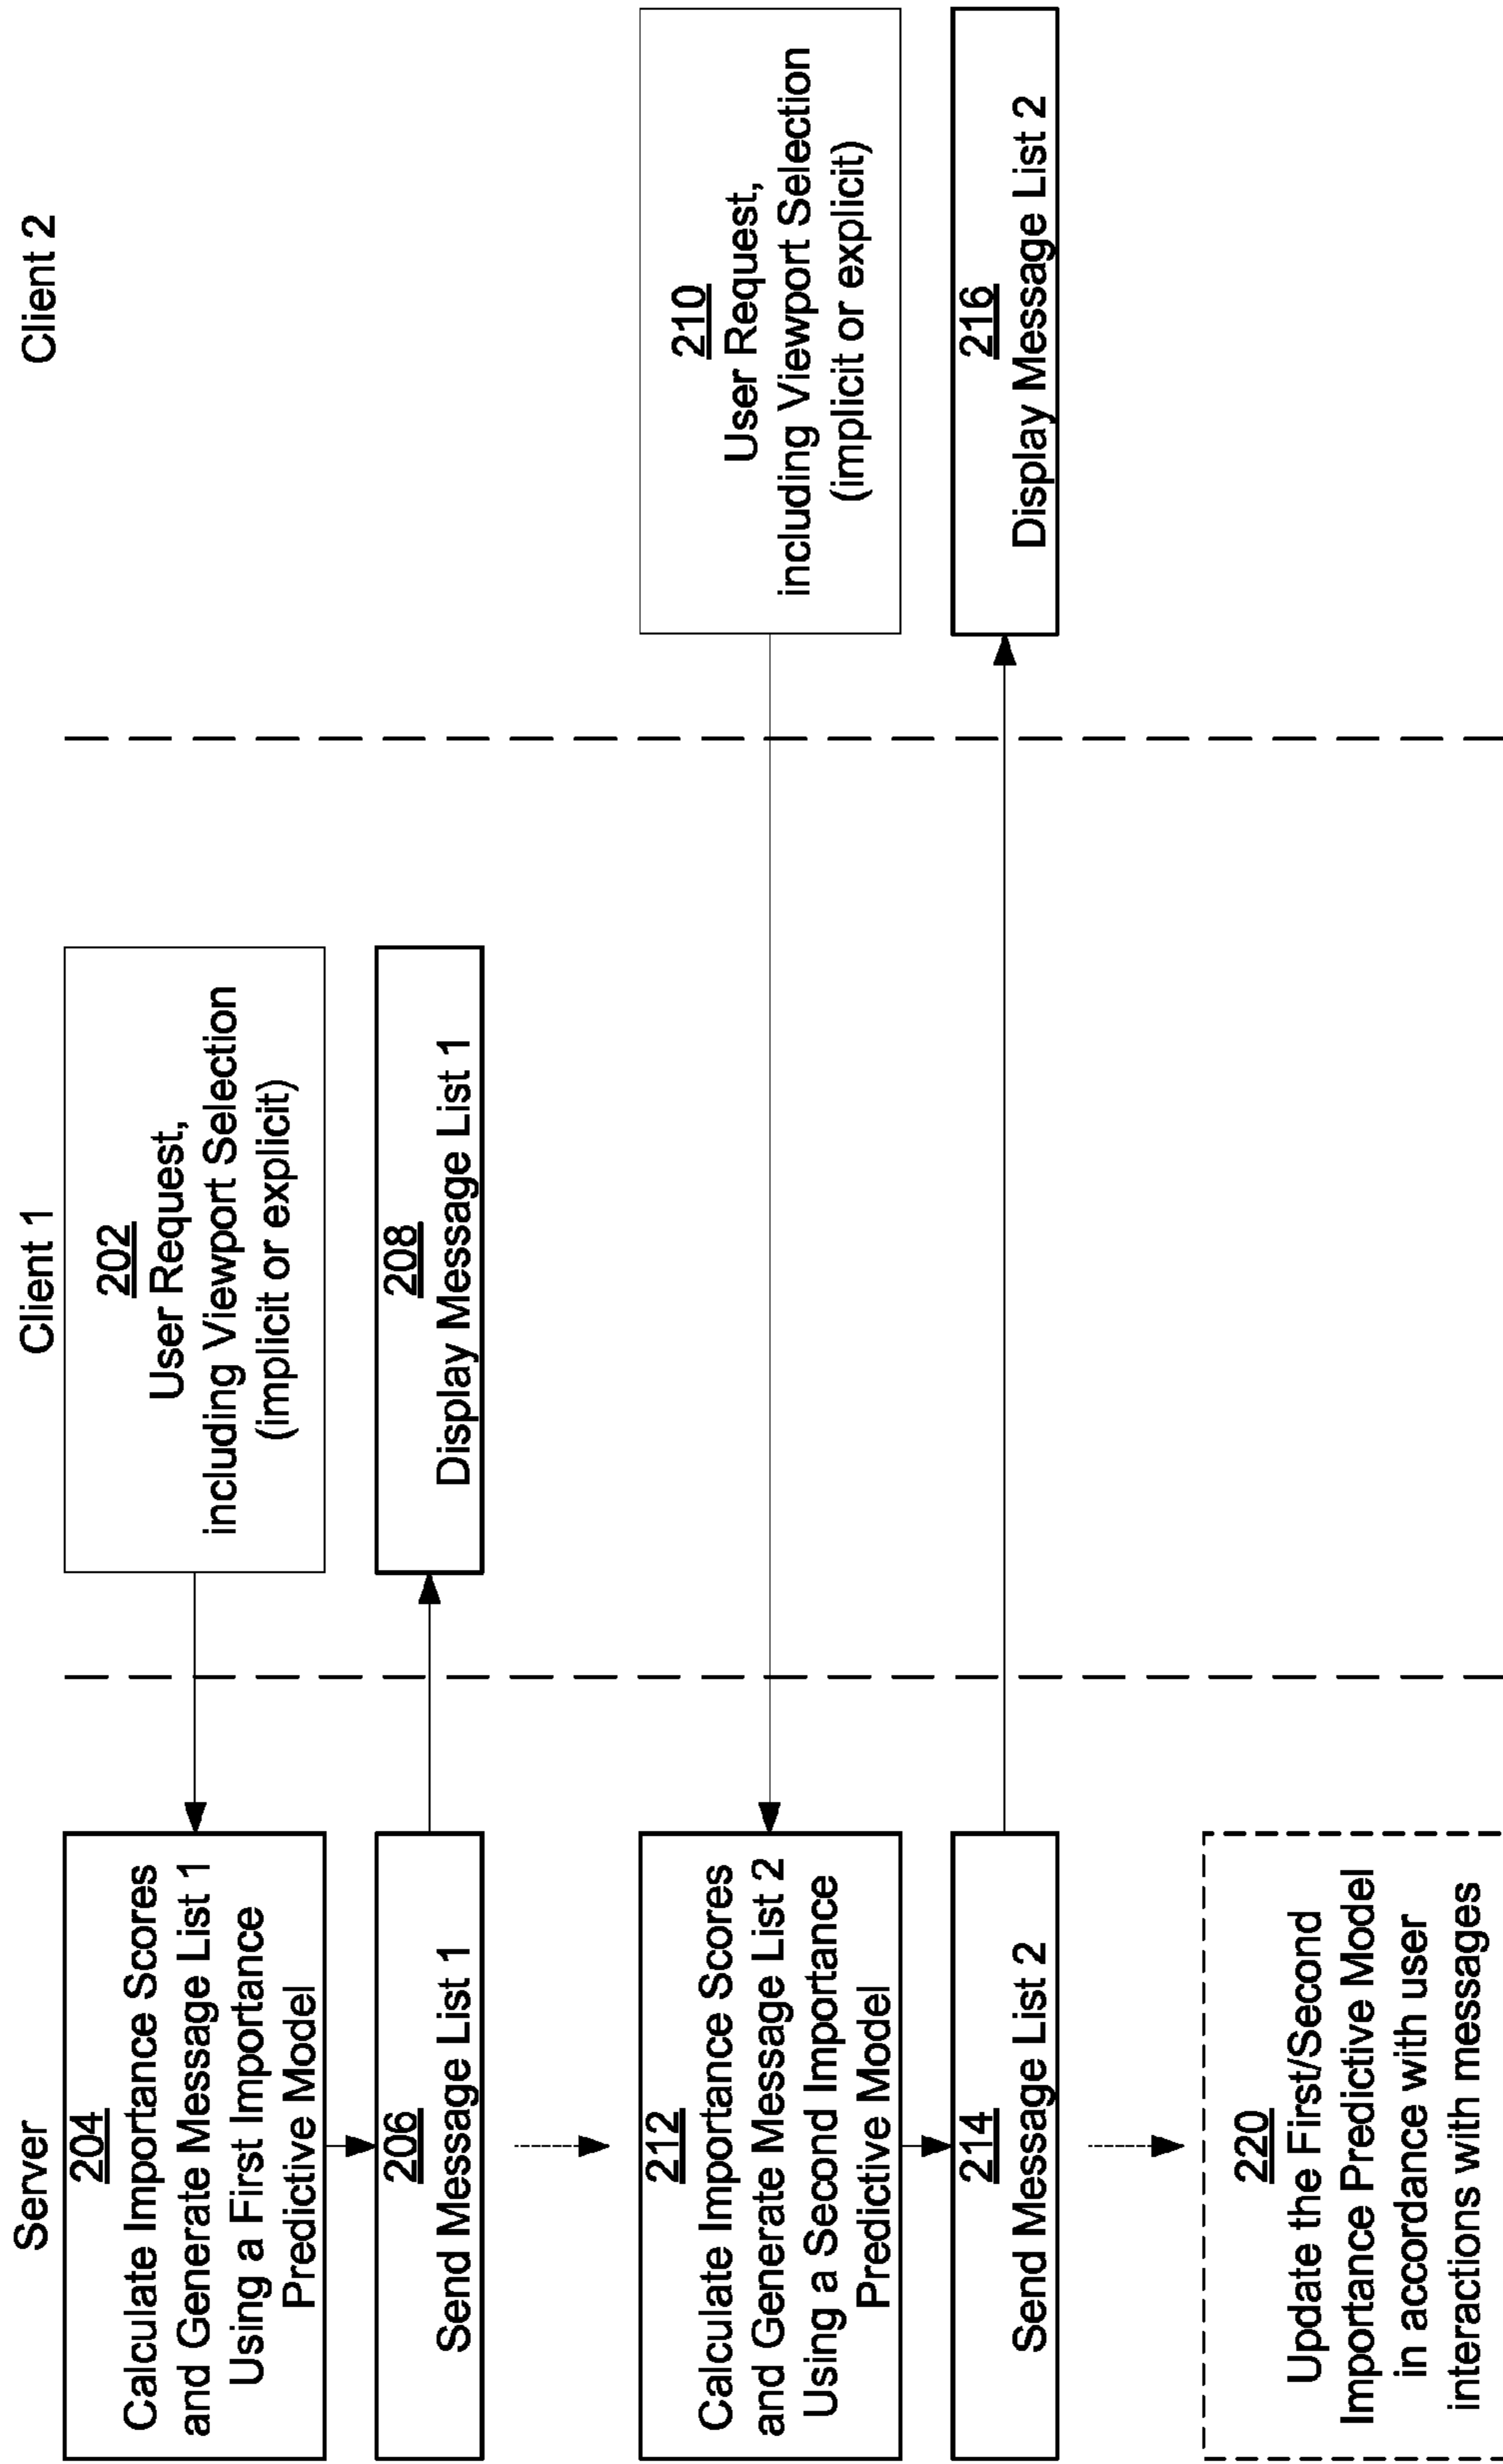 Server
Client 1
Client 2
202
User Request,
including Viewport Selection
(implicit or explicit)
204
Calculate Importance Scores
and Generate Message List 1
Using a First Importance
Predictive Model
206
Send Message List 1
208
Display Message List 1
210
User Request,
including Viewport Selection
(implicit or explicit)
212
Calculate Importance Scores
and Generate Message List 2
Using a Second Importance
Predictive Model
214
Send Message List 2
216
Display Message List 2
220
Update the First/Second
Importance Predictive Model
in accordance with user
interactions with messages